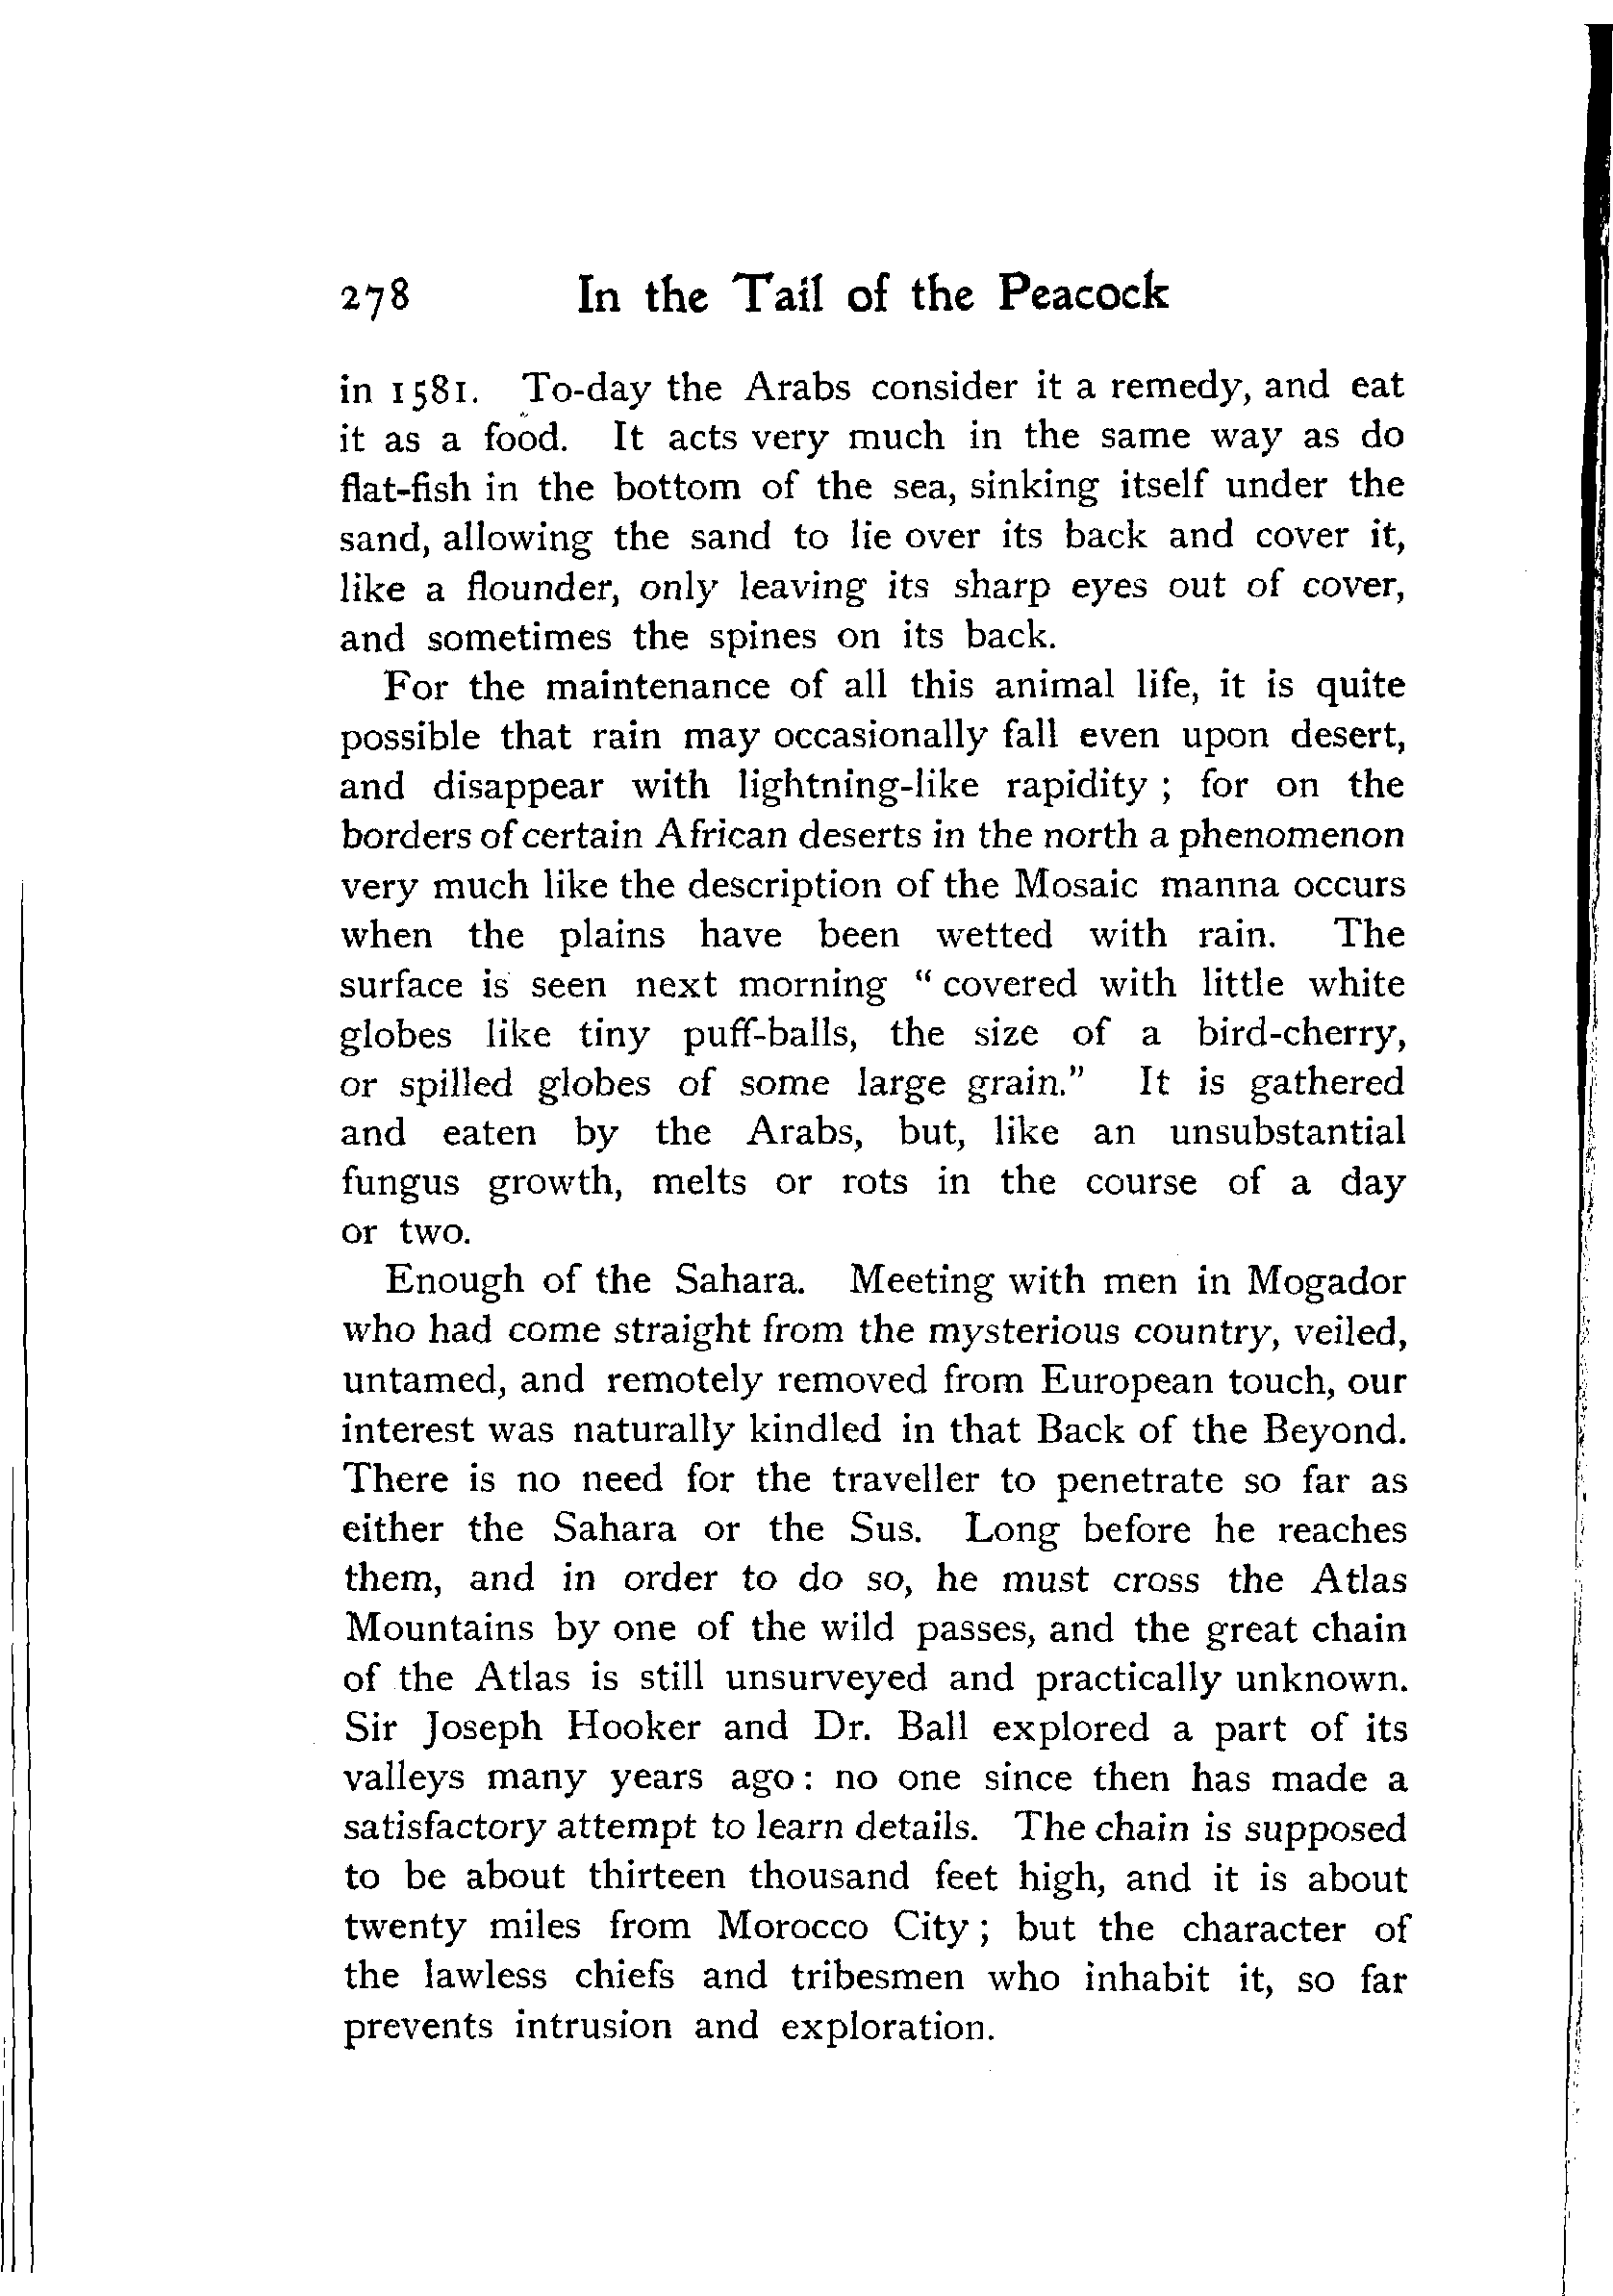 278 In the Tail of the Peacock
in 1581. To-day the Arabs consider it a remedy, and eat
it as a food. It acts very much in the same way as do
flat-fish in the bottom of the sea, sinking itself under the
sand, allowing the sand to lie over its back and cover it,
like a flounder, only leaving its sharp eyes out of cover,
and sometimes the spines on its back.
For the maintenance of all this animal life, it is quite
possible that rain may occasionally fall even upon desert,
and disappear with lightning-like rapidity ; for on the
borders of certain African deserts in the north a phenomenon
very much like the description of the Mosaic manna occurs
when the plains have been wetted with rain. The
surface is seen next morning “ covered with little white
globes like tiny puff-balls, the size of a bird-cherry,
or spilled globes of some large grain.” It is gathered
and eaten by the Arabs, but, like an unsubstantial
fungus growth, melts or rots in the course of a day
or two.
Enough of the Sahara. Meeting with men in Mogador
who had come straight from the mysterious country, veiled,
untamed, and remotely removed from European touch, our
interest was naturally kindled in that Back of the Beyond.
There is no need for the traveller to penetrate so far as
either the Sahara or the Sus. Long before he reaches
them, and in order to do so, he must cross the Atlas
Mountains by one of the wild passes, and the great chain
of the Atlas is still unsurveyed and practically unknown.
Sir Joseph Hooker and Dr. Ball explored a part of its
valleys many years ago : no one since then has made a
satisfactory attempt to learn details. The chain is supposed
to be about thirteen thousand feet high, and it is about
twenty miles from Morocco City ; but the character of
the lawless chiefs and tribesmen who inhabit it, so far
prevents intrusion and exploration.